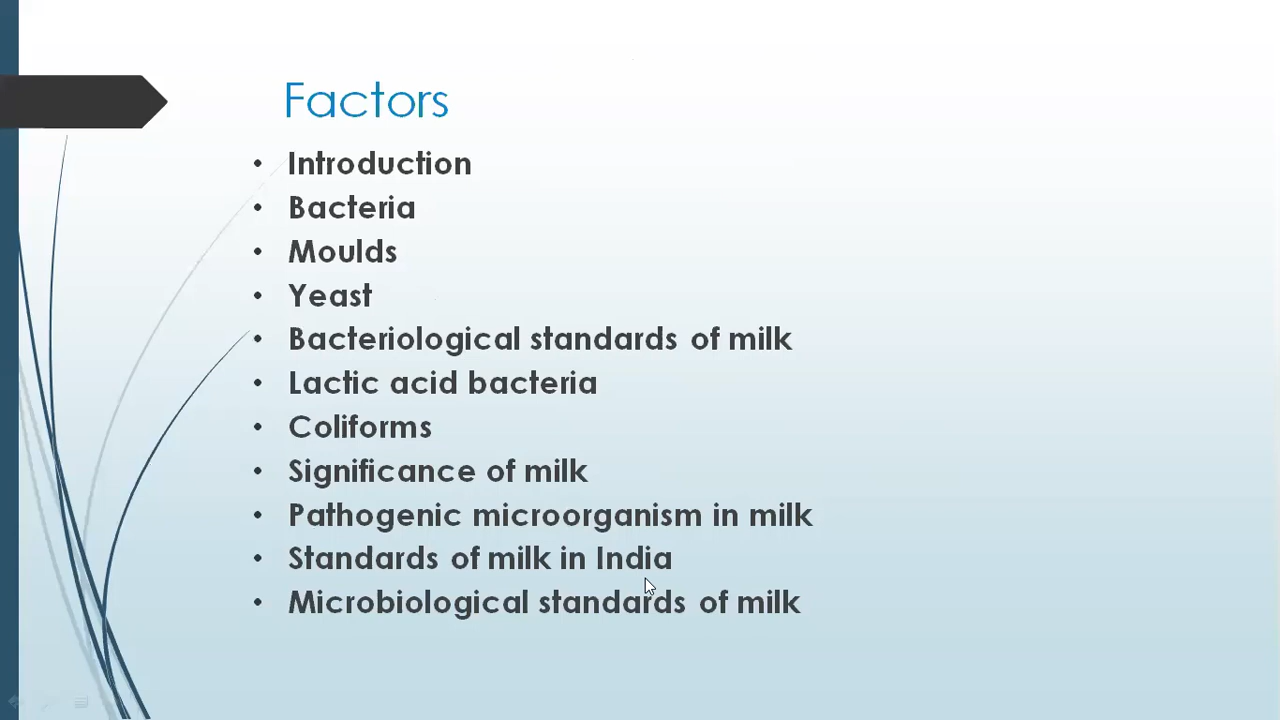 Factors
• Introduction
• Bacteria
• Moulds
• Yeast
• Bacteriological standards of milk
• Lactic acid bacteria
• Coliforms
• Significance of milk
• Pathogenic microorganism in milk
• Standards of milk in India
• Microbiological standards of milk